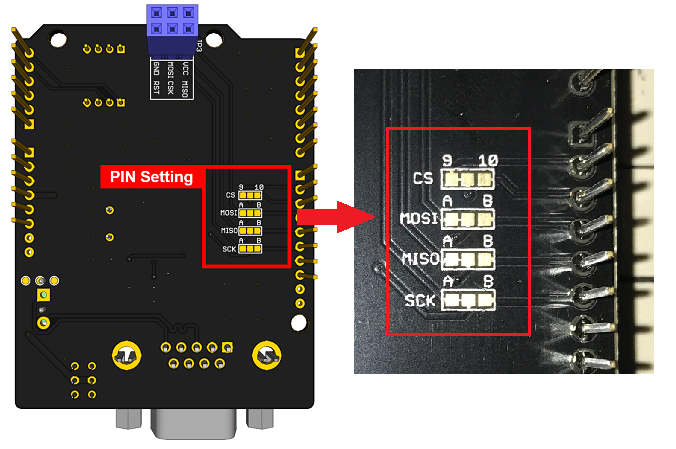 1P3
GND RST
MOSI CSK
VCC MISO
PIN Setting
9 10
CS
A B
MOSI
A B
MISO
A B
SCK
9 10
CS
A B
MOSI
A B
MISO
A B
SCK